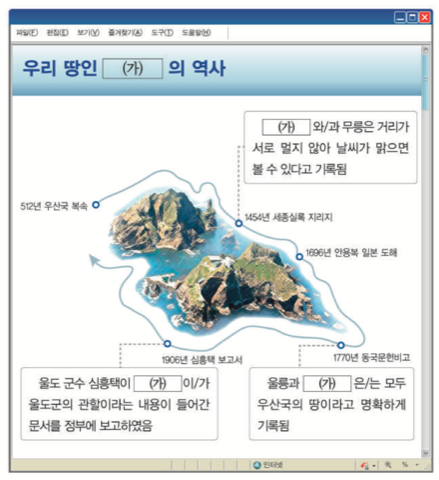 파일(F) 편집(E) 보기(V) 즐겨찾기(A) 도구(T) 도움말(H)
우리 땅인 (가) 의 역사
(가) 와/과 무릉은 거리가
서로 멀지 않아 날씨가 맑으면
볼 수 있다고 기록됨
512년 우산국 복속
1454년 세종실록 지리지
1696년 안용복 일본 도해
1906년 심흥택 보고서
1770년 동국문헌비고
울도 군수 심흥택이 (가) 이/가
울도군의 관할이라는 내용이 들어간
문서를 정부에 보고하였음
울릉과 (가) 은/는 모두
우산국의 땅이라고 명확하게
기록됨
인터넷
%